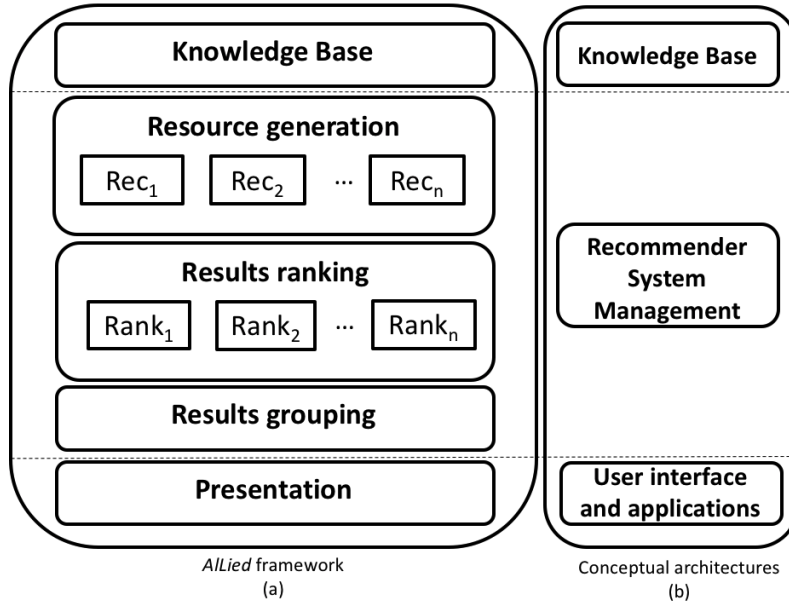 Knowledge Base
Resource generation
Rec1 Rec2 ... Recn
Results ranking
Rank1 Rank2 ... Rankn
Results grouping
Presentation
AlLied framework
(a)
Knowledge Base
Recommender
System
Management
User interface
and applications
Conceptual architectures
(b)